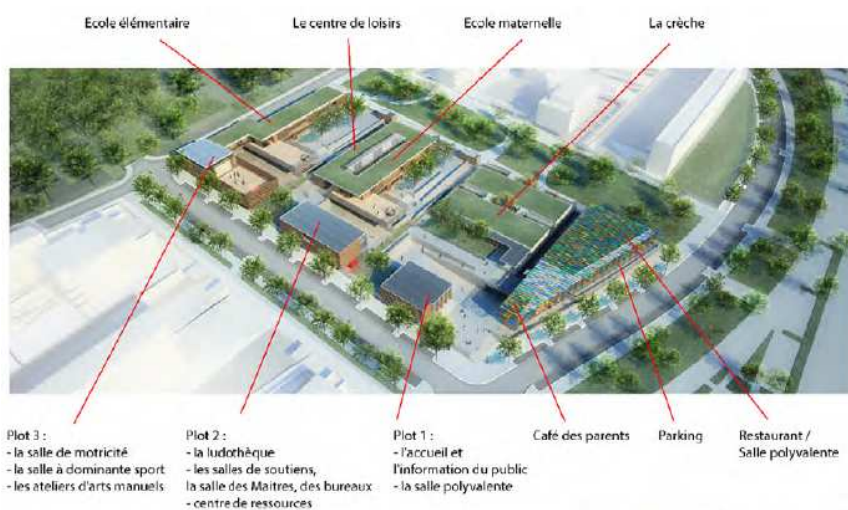 Ecole élémentaire
Le centre de loisirs
Ecole maternelle
La crèche
Plot 3 :
- la salle de motricité
- la salle à dominante sport
- les ateliers d'arts manuels
Plot 2 :
- la ludothèque
- les salles de soutiens,
la salle des Maitres, des bureaux
- centre de ressources
Plot 1 :
- l'accueil et
l'information du public
- la salle polyvalente
Café des parents
Parking
Restaurant /
Salle polyvalente